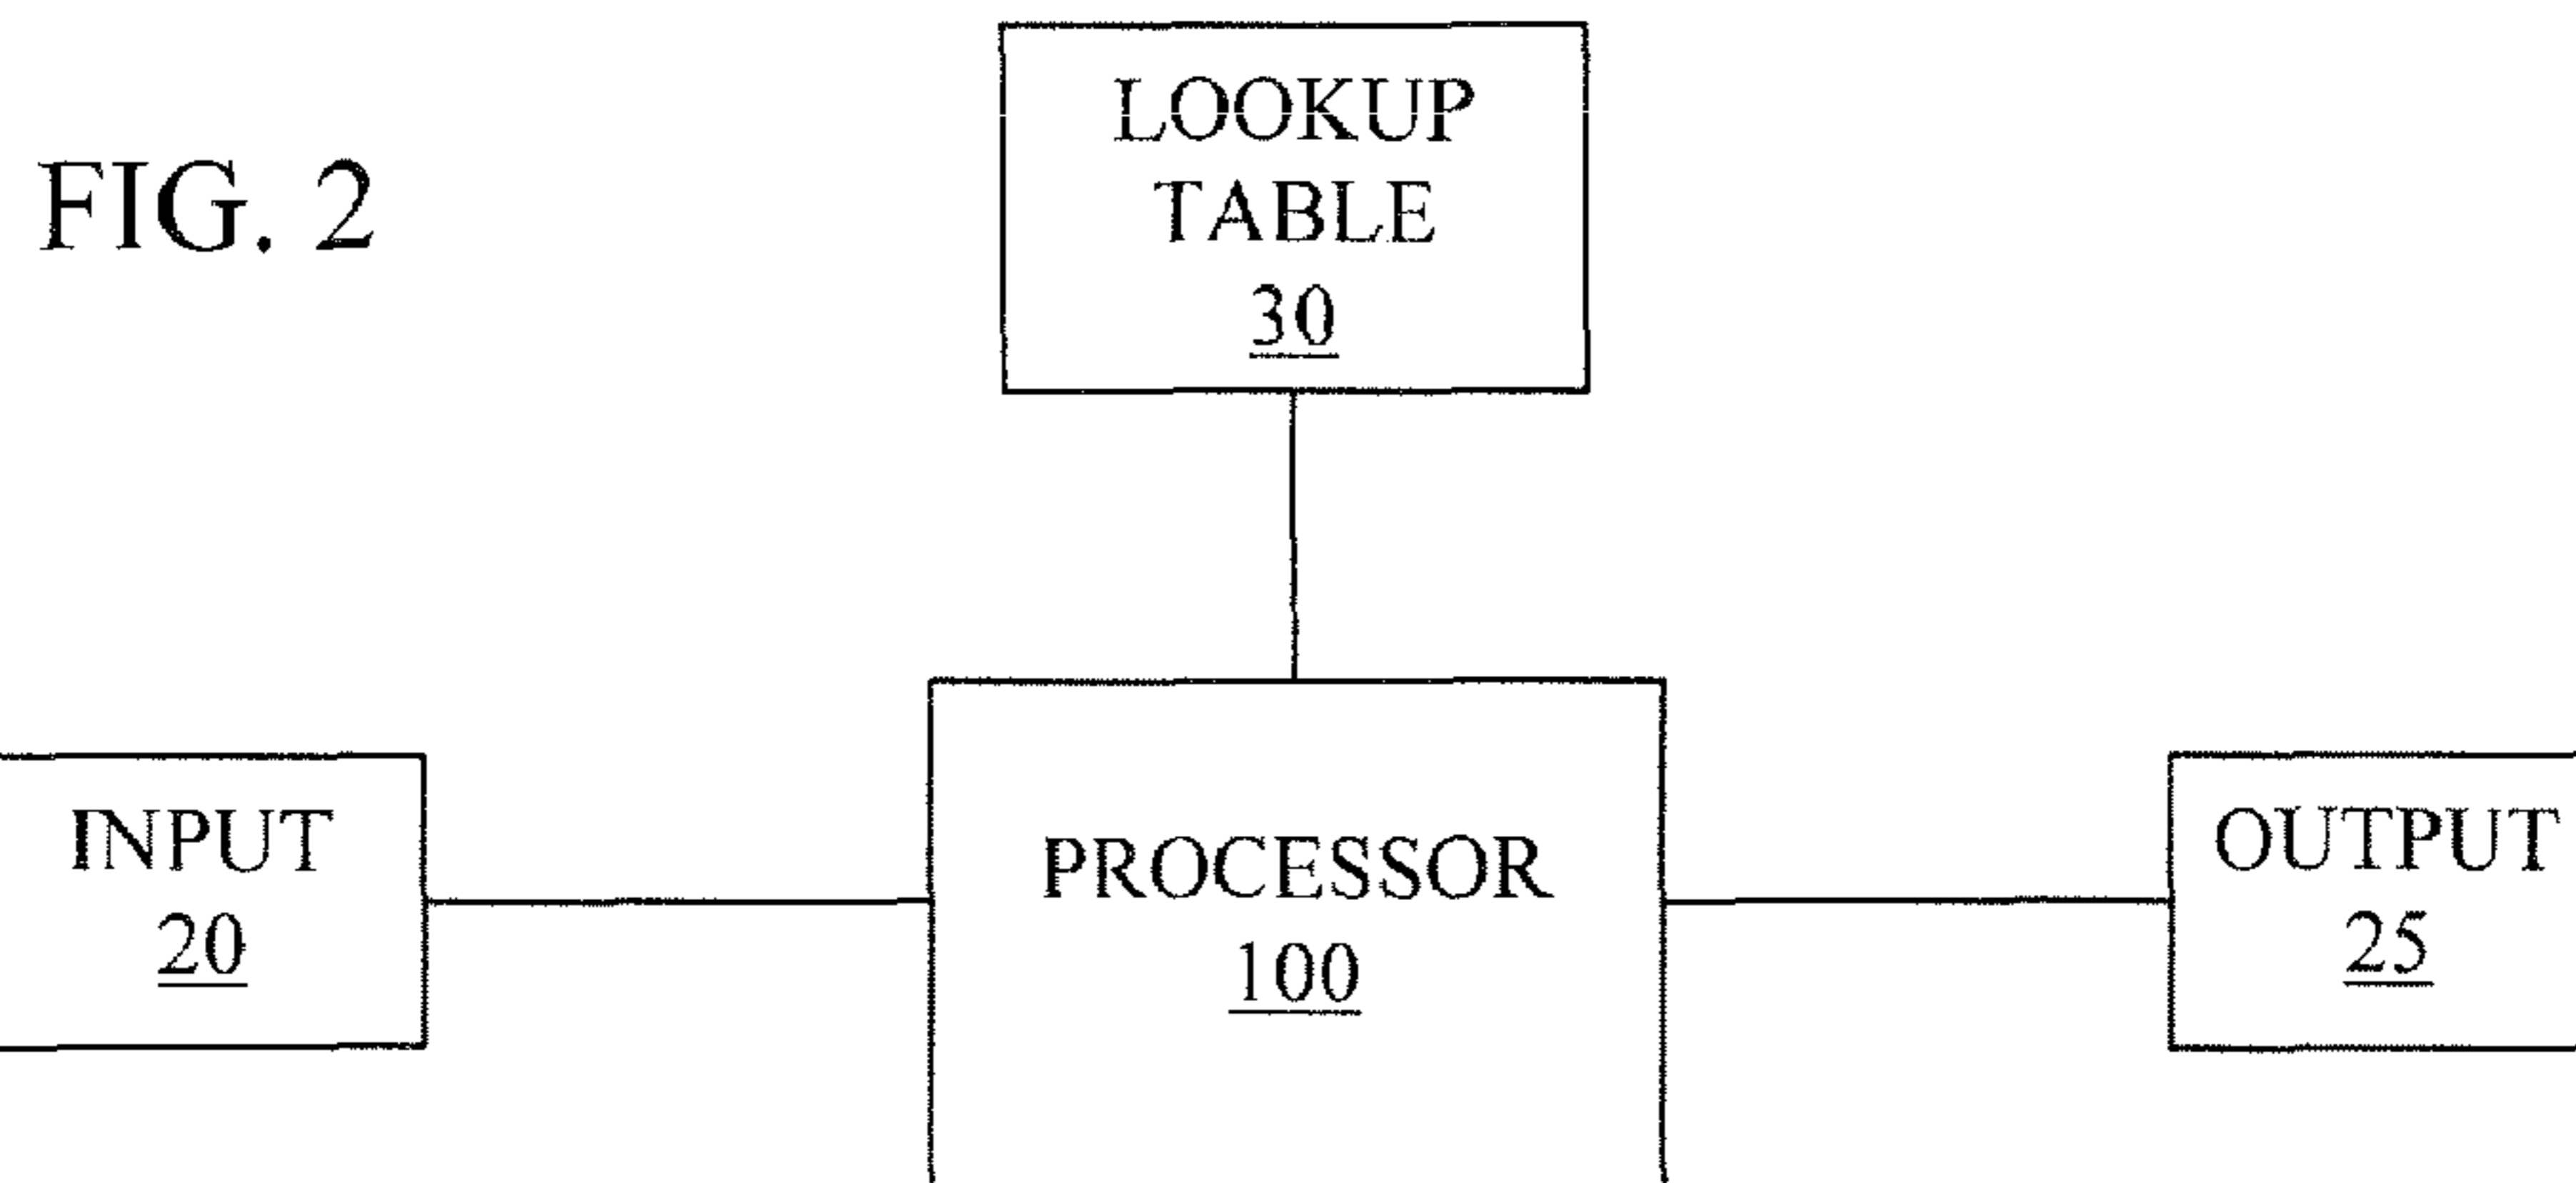 FIG. 2
LOOKUP
TABLE
30
INPUT
20
PROCESSOR
100
OUTPUT
25